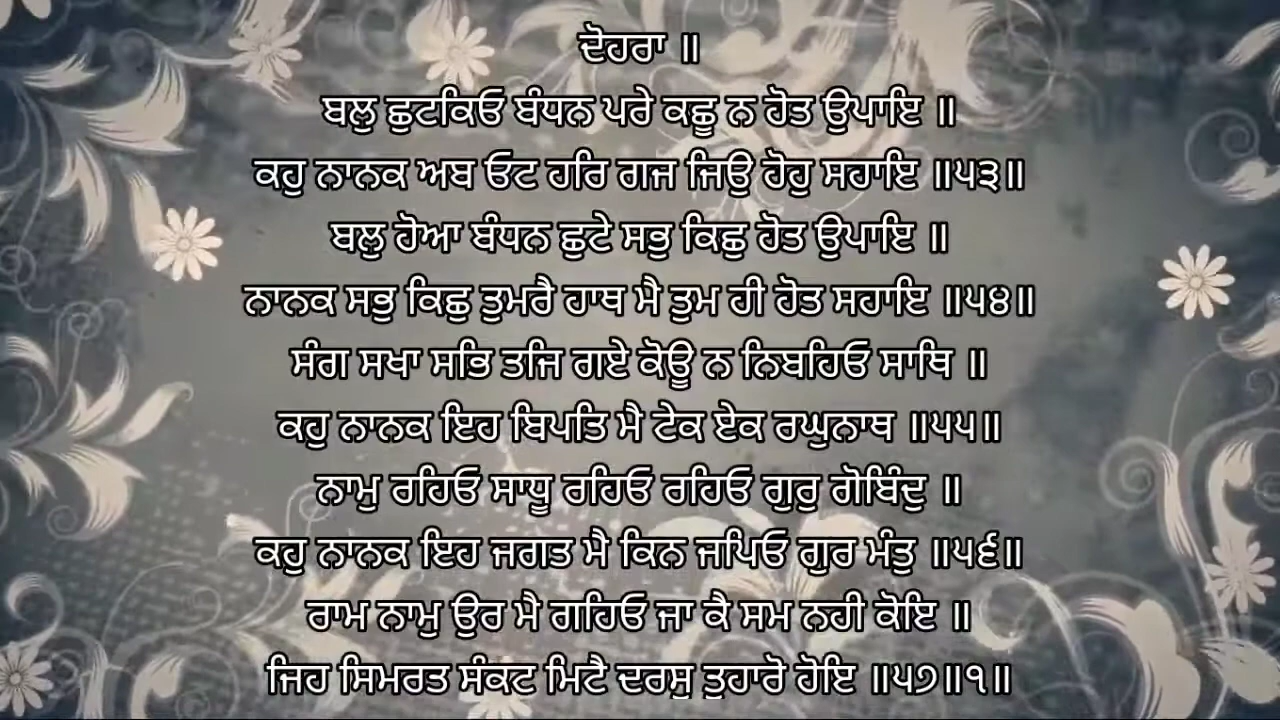 ਦੋਹਰਾ ॥
ਬਲੁ ਛੁਟਕਿਓ ਬੰਧਨ ਪਰੇ ਕਛੂ ਨ ਹੋਤ ਉਪਾਇ ॥
ਕਹੁ ਨਾਨਕ ਅਬ ਓਟ ਹਰਿ ਗਜ ਜਿਉ ਹੋਹੁ ਸਹਾਇ ॥੫੩॥
ਬਲੁ ਹੋਆ ਬੰਧਨ ਛੁਟੇ ਸਭੁ ਕਿਛੁ ਹੋਤ ਉਪਾਇ ॥
ਨਾਨਕ ਸਭੁ ਕਿਛੁ ਤੁਮਰੈ ਹਾਥ ਮੈ ਤੁਮ ਹੀ ਹੋਤ ਸਹਾਇ ॥੫੪॥
ਸੰਗ ਸਖਾ ਸਭਿ ਤਜਿ ਗਏ ਕੋਊ ਨ ਨਿਬਹਿਓ ਸਾਥਿ ॥
ਕਹੁ ਨਾਨਕ ਇਹ ਬਿਪਤਿ ਮੈ ਟੇਕ ਏਕ ਰਘੁਨਾਥ ॥੫੫॥
ਨਾਮੁ ਰਹਿਓ ਸਾਧੂ ਰਹਿਓ ਰਹਿਓ ਗੁਰੁ ਗੋਬਿੰਦੁ ॥
ਕਹੁ ਨਾਨਕ ਇਹ ਜਗਤ ਮੈ ਕਿਨ ਜਪਿਓ ਗੁਰ ਮੰਤੁ ॥੫੬॥
ਰਾਮ ਨਾਮੁ ਉਰ ਮੈ ਗਹਿਓ ਜਾ ਕੈ ਸਮ ਨਹੀ ਕੋਇ ॥
ਜਿਹ ਸਿਮਰਤ ਸੰਕਟ ਮਿਟੈ ਦਰਸੁ ਤੁਹਾਰੋ ਹੋਇ ॥੫੭॥੧॥